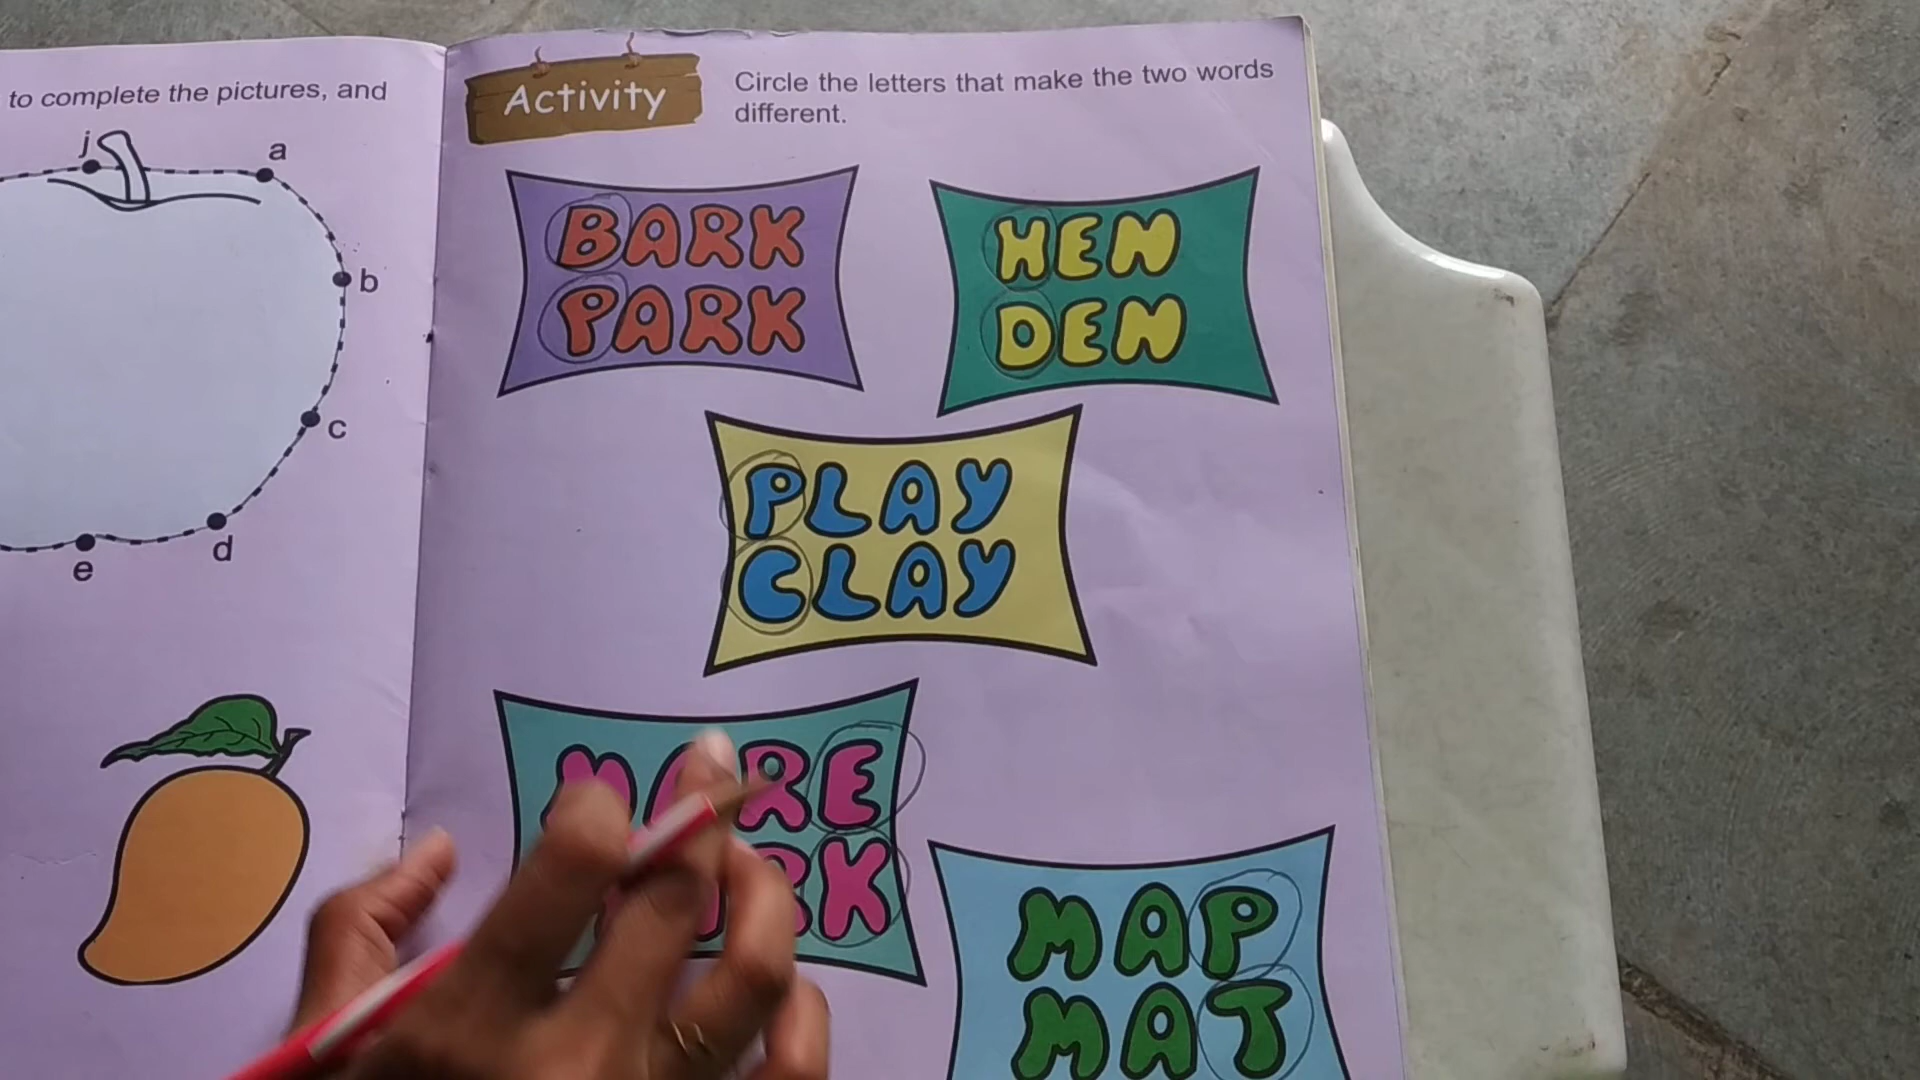 to complete the pictures, and
j
a
b
c
d
e
Activity
Circle the letters that make the two words
different.
BARK
PARK
HEN
DEN
PLAY
CLAY
MARE
MAP
MAT